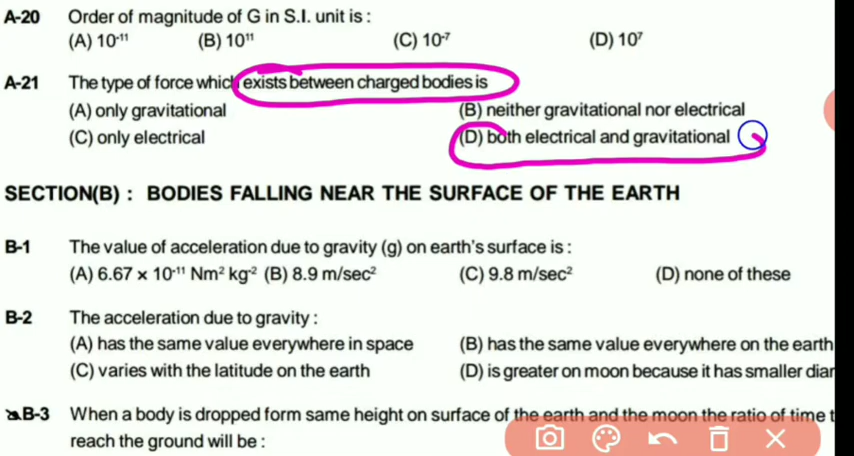 A-20 Order of magnitude of G in S.I. unit is :
(A) 10⁻¹¹ (B) 10¹¹ (C) 10⁻⁷ (D) 10⁷
A-21 The type of force which exists between charged bodies is
(A) only gravitational (B) neither gravitational nor electrical
(C) only electrical (D) both electrical and gravitational
SECTION(B) : BODIES FALLING NEAR THE SURFACE OF THE EARTH
B-1 The value of acceleration due to gravity (g) on earth's surface is :
(A) 6.67 × 10⁻¹¹ Nm² kg⁻² (B) 8.9 m/sec² (C) 9.8 m/sec² (D) none of these
B-2 The acceleration due to gravity :
(A) has the same value everywhere in space (B) has the same value everywhere on the earth
(C) varies with the latitude on the earth (D) is greater on moon because it has smaller
B-3 When a body is dropped form same height on surface of the earth and the moon the ratio of time
reach the ground will be :